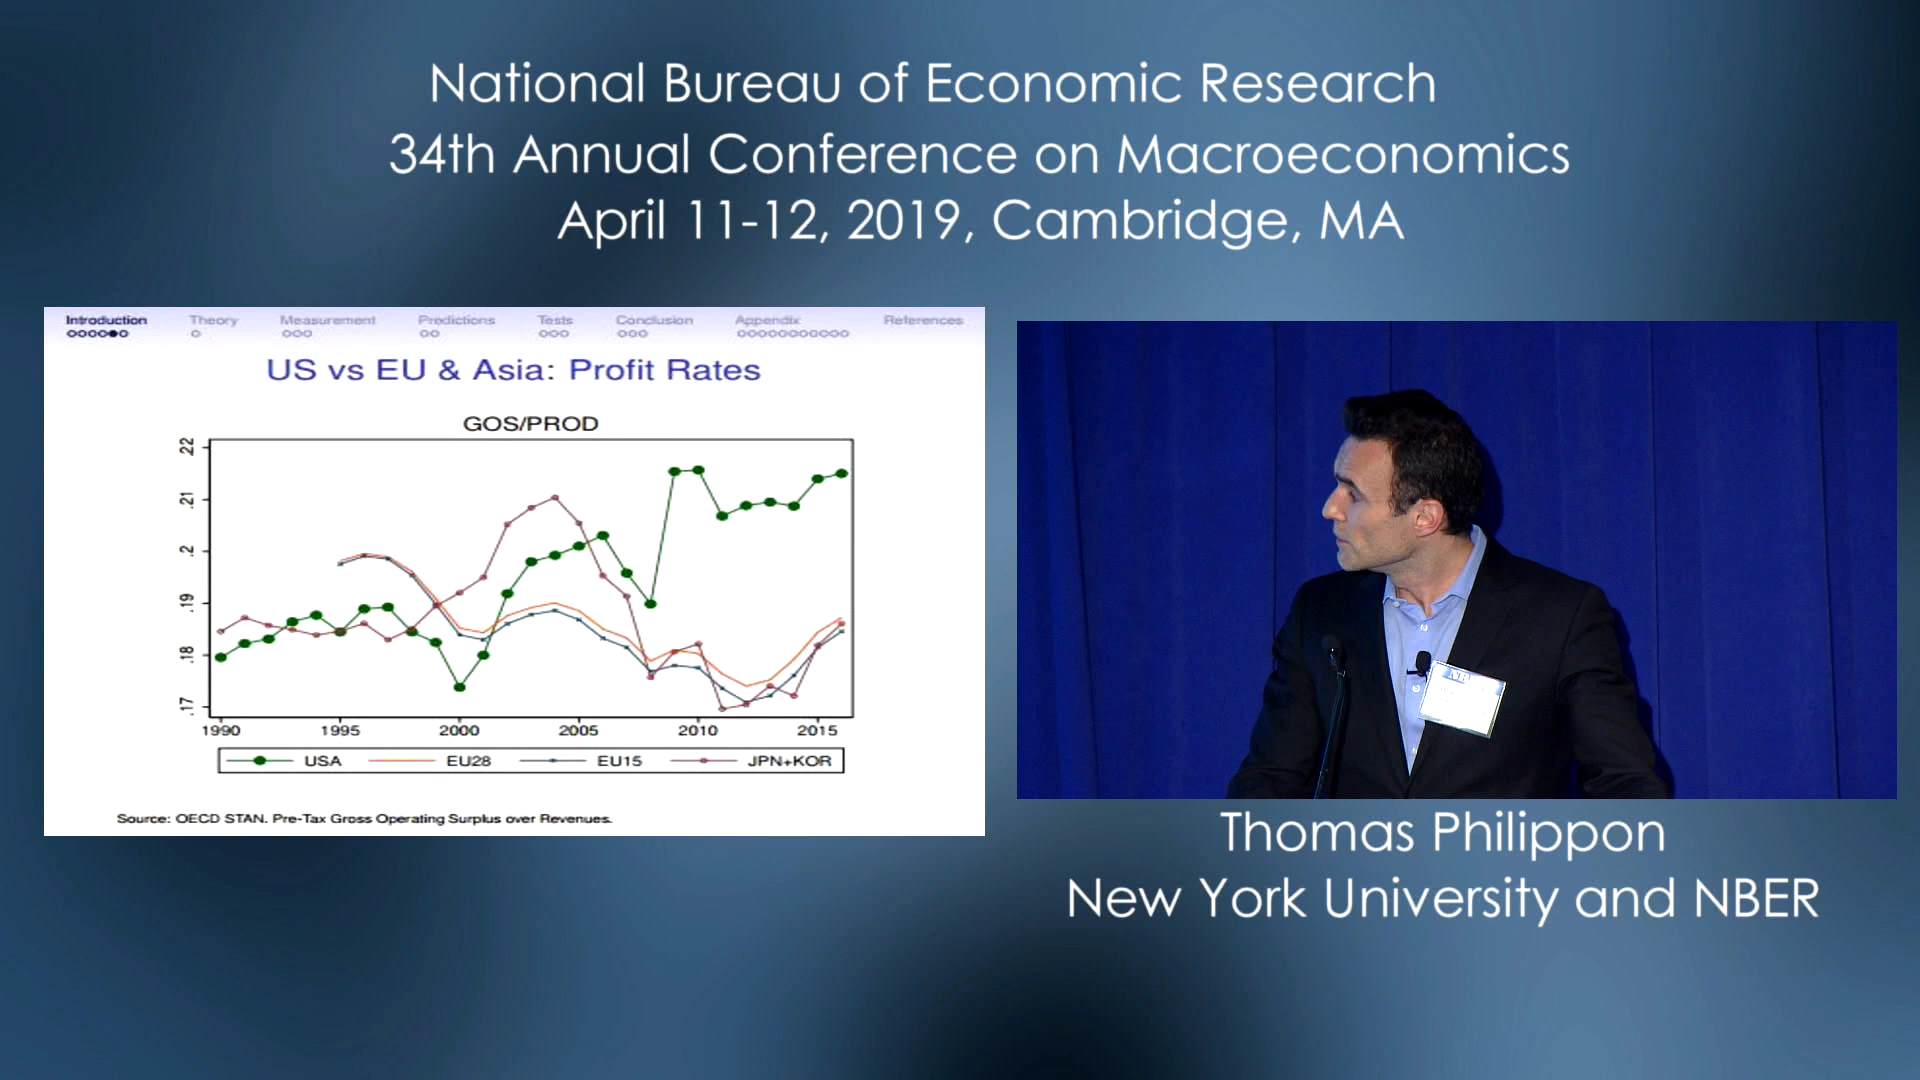 National Bureau of Economic Research
34th Annual Conference on Macroeconomics
April 11-12, 2019, Cambridge, MA
Introduction Theory Measurement Predictions Tests Conclusion Appendix References
US vs EU & Asia: Profit Rates
GOS/PROD
.22
.21
.2
.19
.18
.17
1990 1995 2000 2005 2010 2015
USA EU28 EU15 JPN+KOR
Source: OECD STAN. Pre-Tax Gross Operating Surplus over Revenues.
Thomas Philippon
New York University and NBER